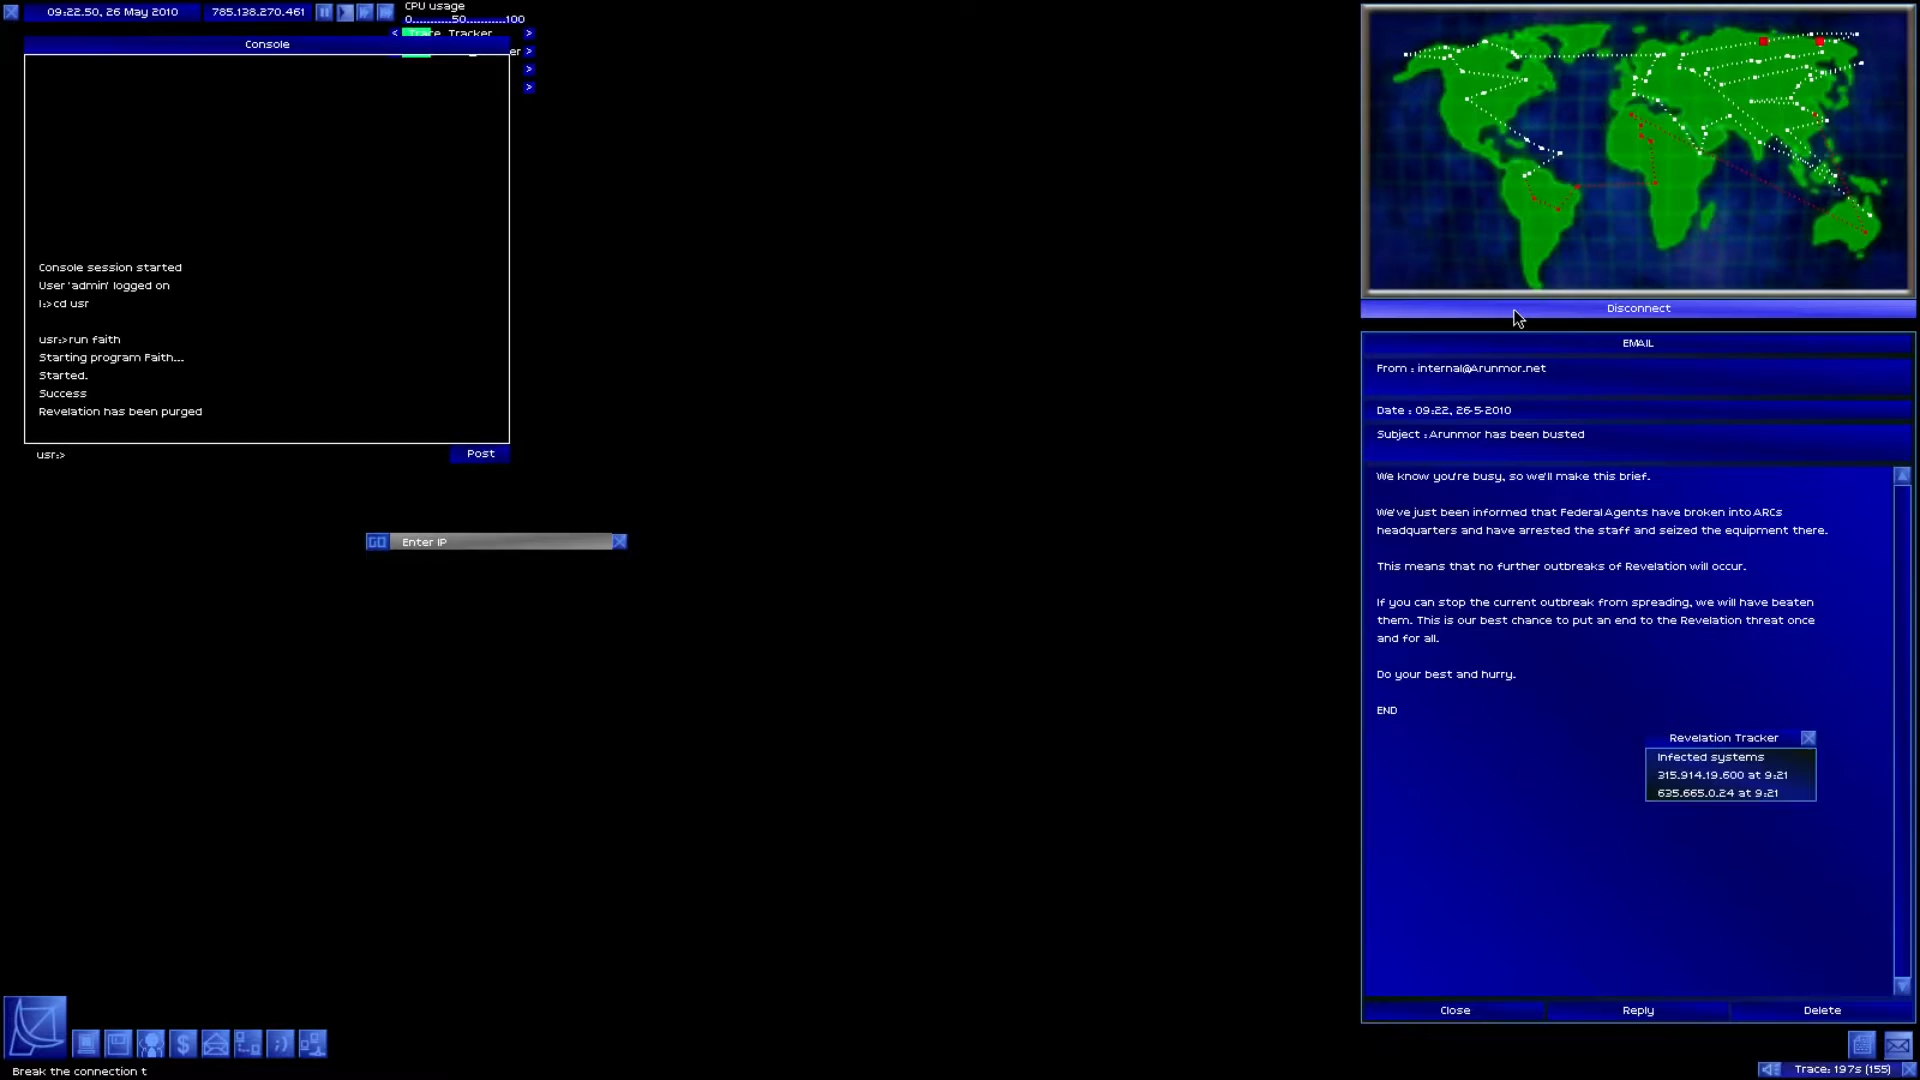 09:22.50, 26 May 2010
785.138.270.461
CPU usage
0............50...........100
< Trace_Tracker >
er >
>
>
Console
Console session started
User 'admin' logged on
I:>cd usr
usr:>run faith
Starting program Faith...
Started.
Success
Revelation has been purged
usr:>
Post
GO
Enter IP
Disconnect
EMAIL
From : internal@Arunmor.net
Date : 09:22, 26-5-2010
Subject : Arunmor has been busted
We know you're busy, so we'll make this brief.
We've just been informed that Federal Agents have broken into ARCs
headquarters and have arrested the staff and seized the equipment there.
This means that no further outbreaks of Revelation will occur.
If you can stop the current outbreak from spreading, we will have beaten
them. This is our best chance to put an end to the Revelation threat once
and for all.
Do your best and hurry.
END
Revelation Tracker
Infected systems
315.914.19.600 at 9:21
635.665.0.24 at 9:21
Close
Reply
Delete
Break the connection t
Trace: 197s (155)